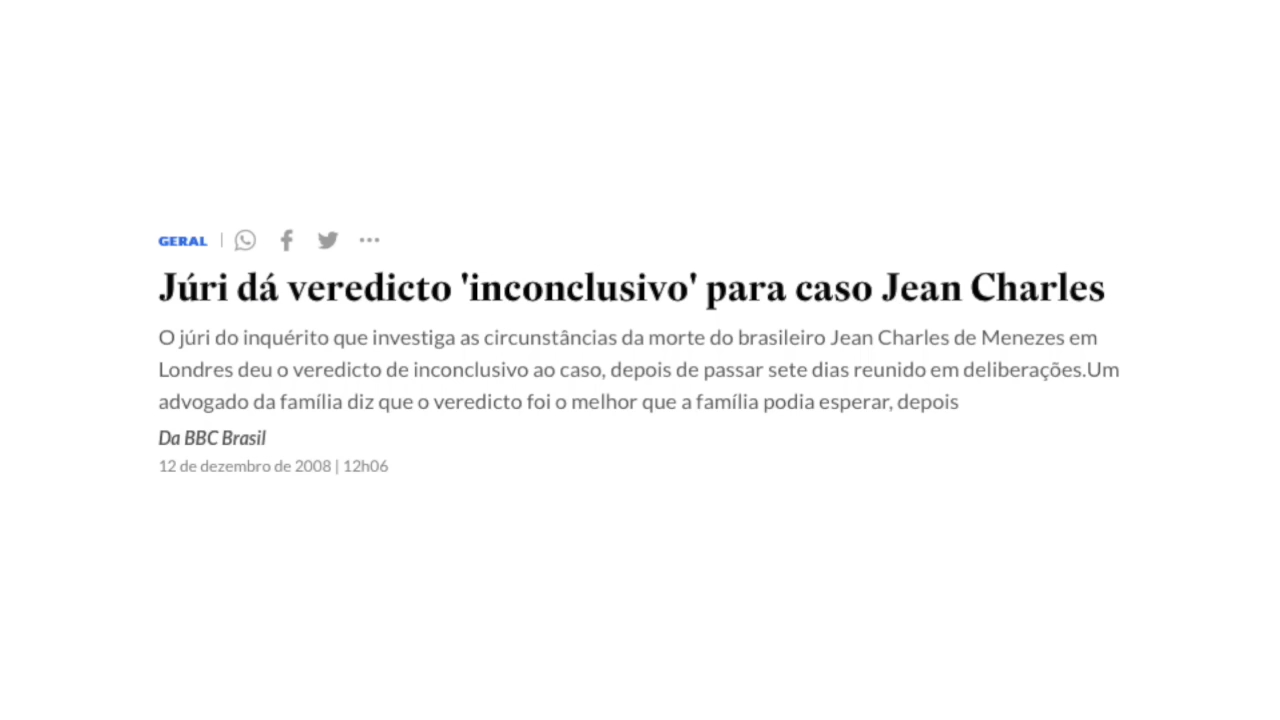 GERAL
Júri dá veredicto 'inconclusivo' para caso Jean Charles
O júri do inquérito que investiga as circunstâncias da morte do brasileiro Jean Charles de Menezes em
Londres deu o veredicto de inconclusivo ao caso, depois de passar sete dias reunido em deliberações.Um
advogado da família diz que o veredicto foi o melhor que a família podia esperar, depois
Da BBC Brasil
12 de dezembro de 2008 | 12h06